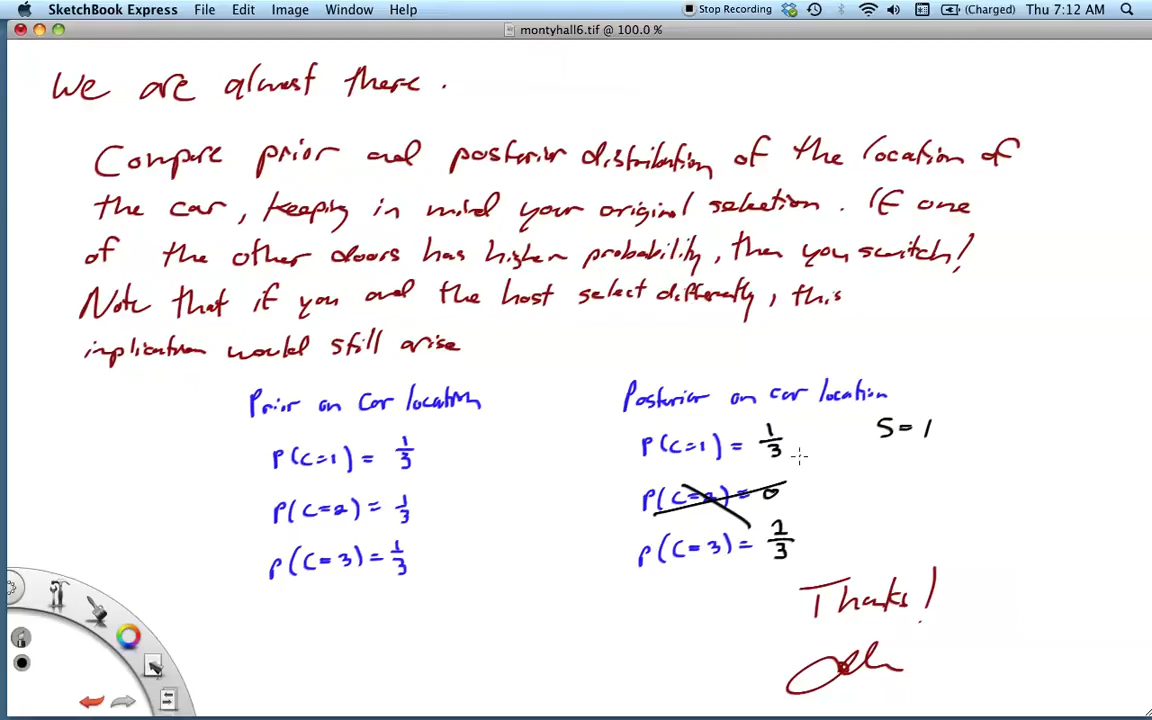 SketchBook Express File Edit Image Window Help Stop Recording (Charged) Thu 7:12 AM
montyhall6.tif @ 100.0 %
We are almost there.
Compare prior and posterior distribution of the location of
the car, keeping in mind your original selection. If one
of the other doors has higher probability, then you switch!
Note that if you and the host select differently, this
implication would still arise
Prior on car location
P(C=1) = 1/3
P(C=2) = 1/3
P(C=3) = 1/3
Posterior on car location
P(C=1) = 1/3
S=1
P(C=2) = 0
P(C=3) = 2/3
Thanks!